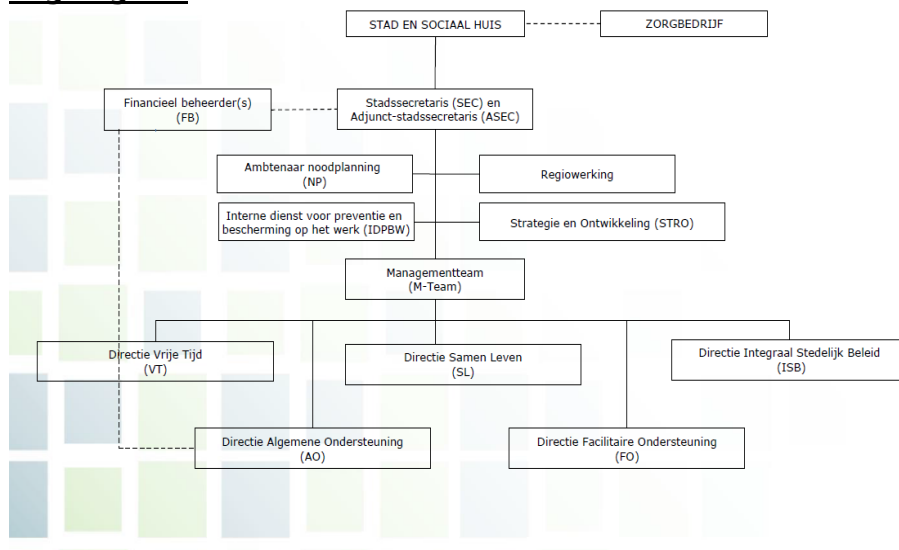 STAD EN SOCIAAL HUIS
ZORGBEDRIJF
Financieel beheerder(s)
(FB)
Stadssecretaris (SEC) en
Adjunct-stadssecretaris (ASEC)
Ambtenaar noodplanning
(NP)
Regiowerking
Interne dienst voor preventie en
bescherming op het werk (IDPBW)
Strategie en Ontwikkeling (STRO)
Managementteam
(M-Team)
Directie Vrije Tijd
(VT)
Directie Samen Leven
(SL)
Directie Integraal Stedelijk Beleid
(ISB)
Directie Algemene Ondersteuning
(AO)
Directie Facilitaire Ondersteuning
(FO)